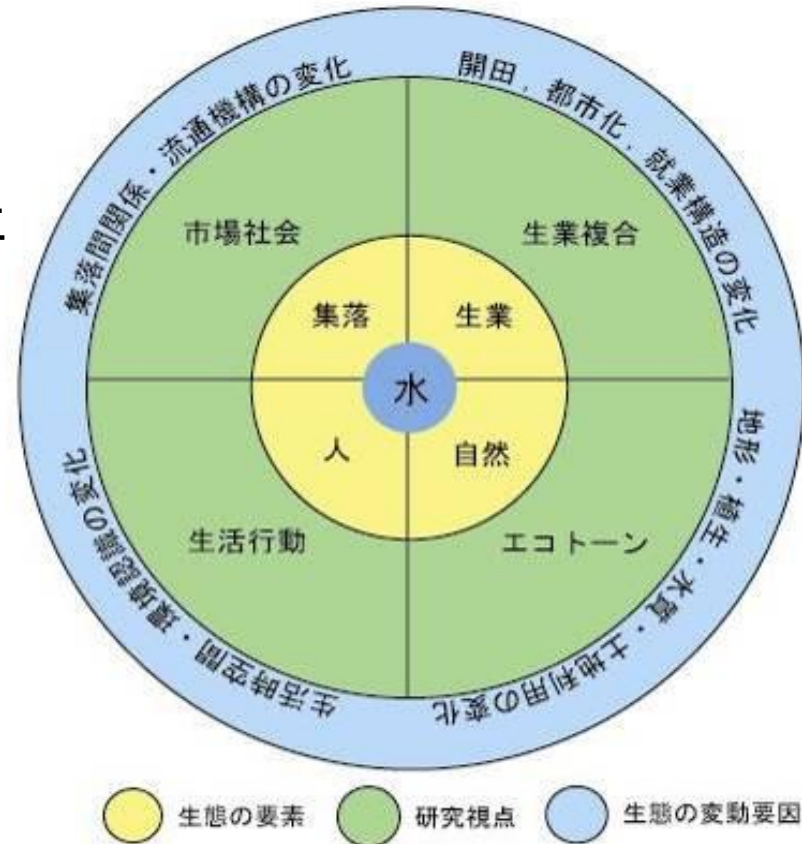 集落間関係・流通機構の変化
開田，都市化，就業構造の変化
市場社会
生業複合
集落
生業
水
人
自然
生活行動
エコトーン
生活時空間・環境認識の変化
地形・植生・水質・土地利用の変化
生態の要素
研究視点
生態の変動要因